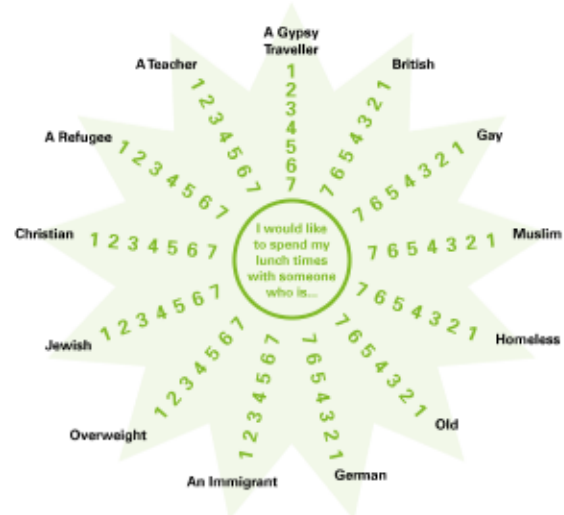 A Gypsy
Traveller
1
2
3
4
5
6
7
British
7 6 5 4 3 2 1
Gay
7 6 5 4 3 2 1
Muslim
7 6 5 4 3 2 1
Homeless
7 6 5 4 3 2 1
Old
7 6 5 4 3 2 1
German
7 6 5 4 3 2 1
An Immigrant
1 2 3 4 5 6 7
Overweight
1 2 3 4 5 6 7
Jewish
1 2 3 4 5 6 7
Christian
1 2 3 4 5 6 7
A Refugee
1 2 3 4 5 6 7
A Teacher
1 2 3 4 5 6 7
I would like
to spend my
lunch times
with someone
who is...